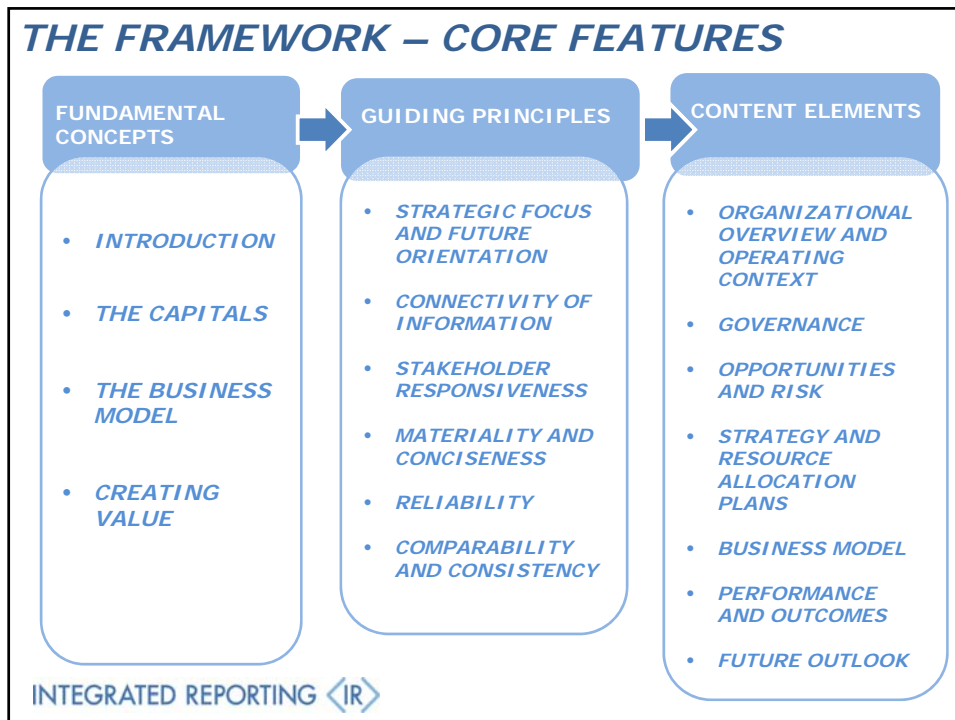 THE FRAMEWORK – CORE FEATURES
FUNDAMENTAL
CONCEPTS
• INTRODUCTION
• THE CAPITALS
• THE BUSINESS
MODEL
• CREATING
VALUE
GUIDING PRINCIPLES
• STRATEGIC FOCUS
AND FUTURE
ORIENTATION
• CONNECTIVITY OF
INFORMATION
• STAKEHOLDER
RESPONSIVENESS
• MATERIALITY AND
CONCISENESS
• RELIABILITY
• COMPARABILITY
AND CONSISTENCY
CONTENT ELEMENTS
• ORGANIZATIONAL
OVERVIEW AND
OPERATING
CONTEXT
• GOVERNANCE
• OPPORTUNITIES
AND RISK
• STRATEGY AND
RESOURCE
ALLOCATION
PLANS
• BUSINESS MODEL
• PERFORMANCE
AND OUTCOMES
• FUTURE OUTLOOK
INTEGRATED REPORTING <IR>